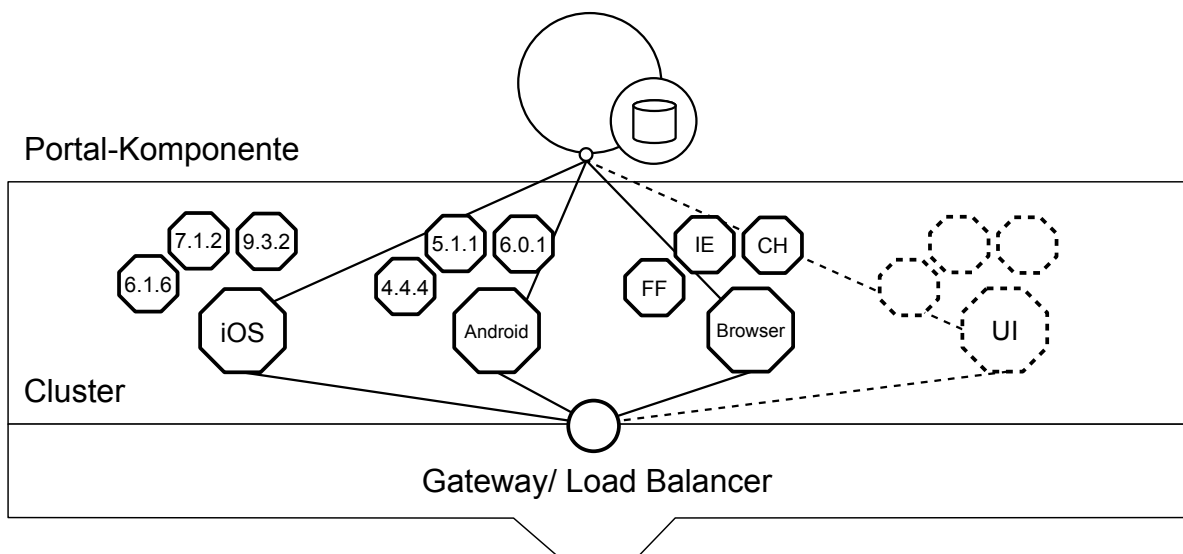 Portal-Komponente
7.1.2
9.3.2
6.1.6
iOS
5.1.1
6.0.1
4.4.4
Android
IE
CH
FF
Browser
UI
Cluster
Gateway/ Load Balancer